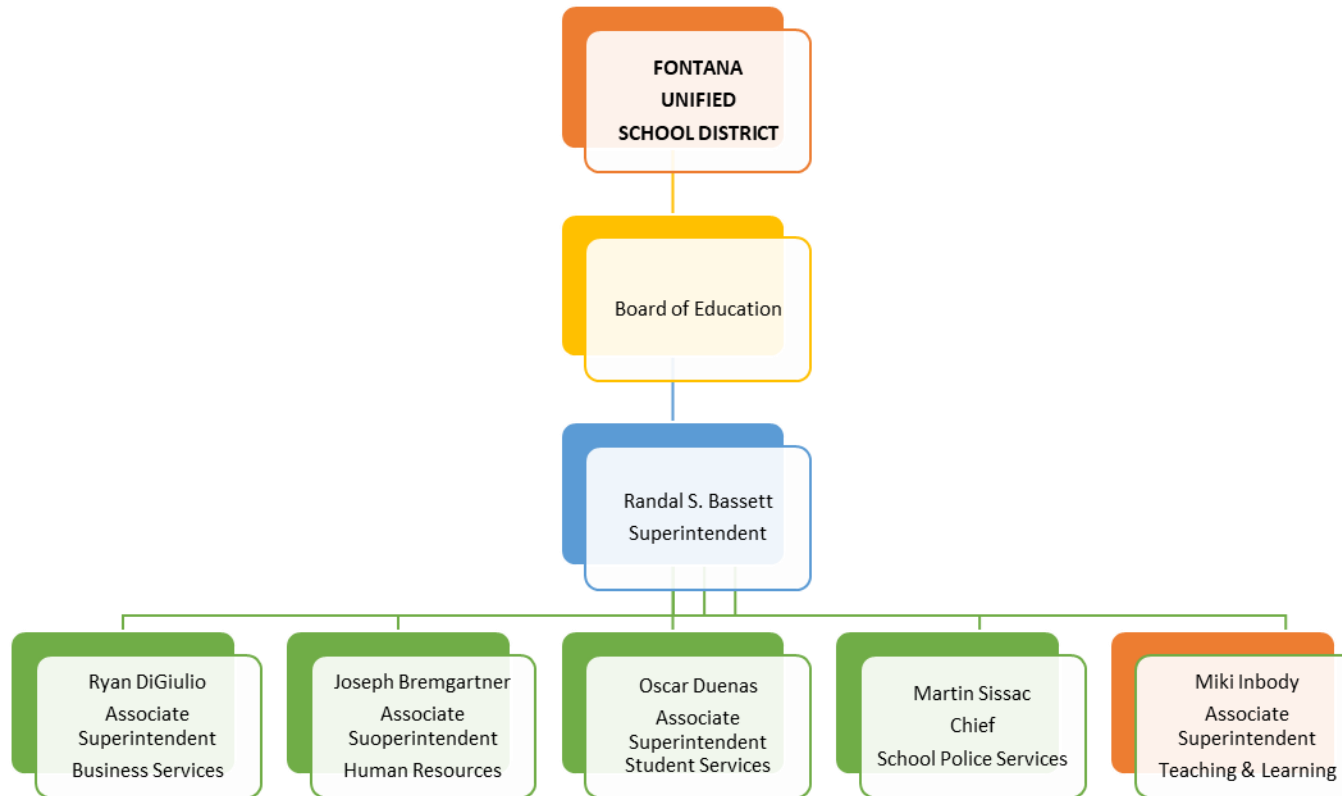 FONTANA
UNIFIED
SCHOOL DISTRICT
Board of Education
Randal S. Bassett
Superintendent
Ryan DiGiulio
Associate
Superintendent
Business Services
Joseph Bremgartner
Associate
Suoperintendent
Human Resources
Oscar Duenas
Associate
Superintendent
Student Services
Martin Sissac
Chief
School Police Services
Miki Inbody
Associate
Superintendent
Teaching & Learning